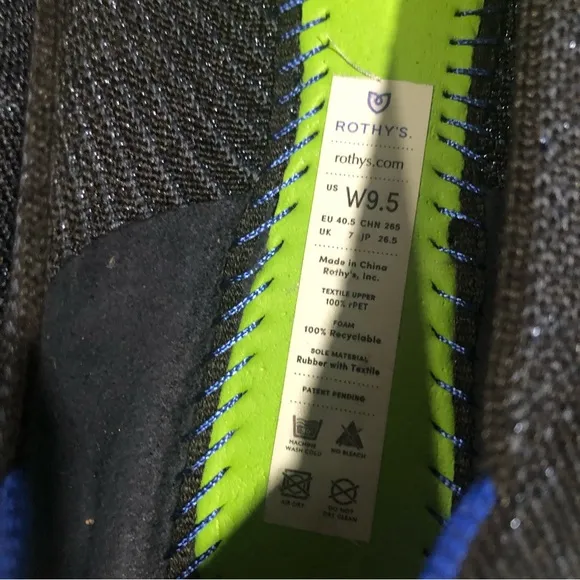 ROTHY'S.
rothys.com
US W9.5
EU 40.5 CHN 265
UK 7 JP 26.5
Made in China
Rothy's, Inc.
TEXTILE UPPER
100% rPET
FOAM
100% Recyclable
SOLE MATERIAL
Rubber with Textile
PATENT PENDING
MACHINE WASH COLD
NO BLEACH
AIR DRY
DO NOT DRY CLEAN